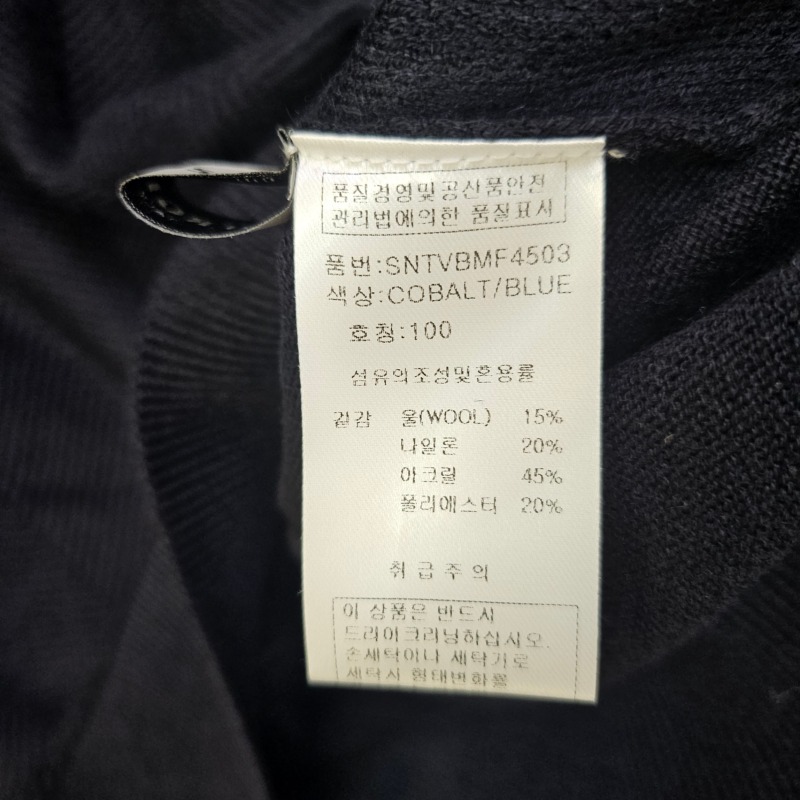 품질경영및공산품안전
관리법에의한 품질표시
품번:SNTVBMF4503
색상:COBALT/BLUE
호칭:100
섬유의조성및혼용률
겉감 울(WOOL) 15%
나일론 20%
아크릴 45%
폴리에스터 20%
취급주의
이 상품은 반드시
드라이크리닝하십시오.
손세탁이나 세탁기로
세탁시 형태변화를